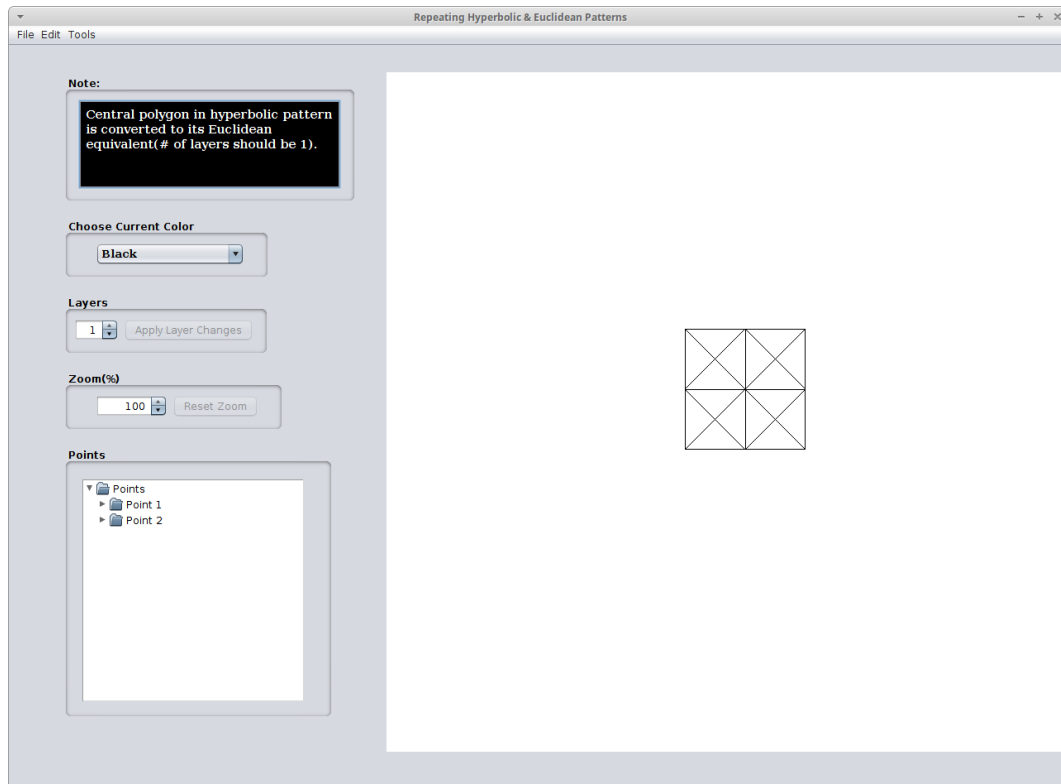 Repeating Hyperbolic & Euclidean Patterns
File Edit Tools
Note:
Central polygon in hyperbolic pattern
is converted to its Euclidean
equivalent(# of layers should be 1).
Choose Current Color
Black
Layers
1 Apply Layer Changes
Zoom(%)
100 Reset Zoom
Points
Points
Point 1
Point 2